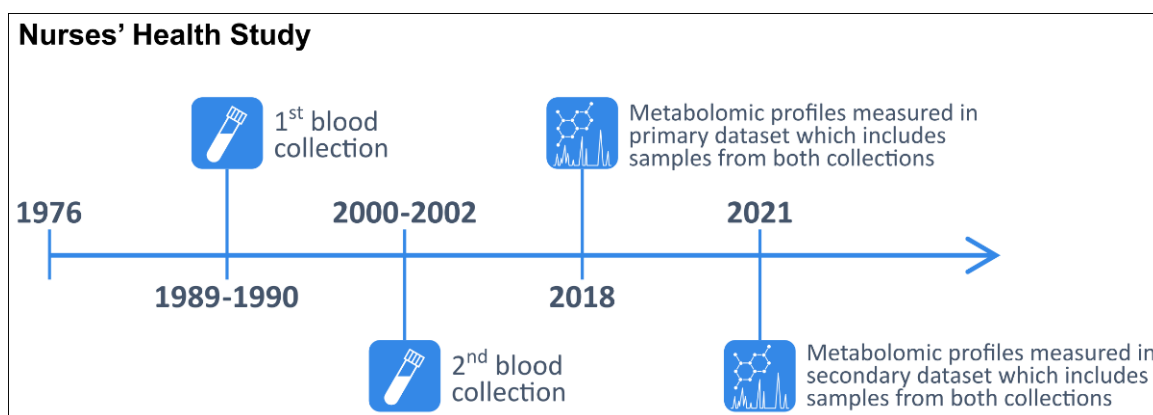 Nurses' Health Study
1st blood
collection
Metabolomic profiles measured in
primary dataset which includes
samples from both collections
1976
2000-2002
2021
1989-1990
2018
2nd blood
collection
Metabolomic profiles measured in
secondary dataset which includes
samples from both collections